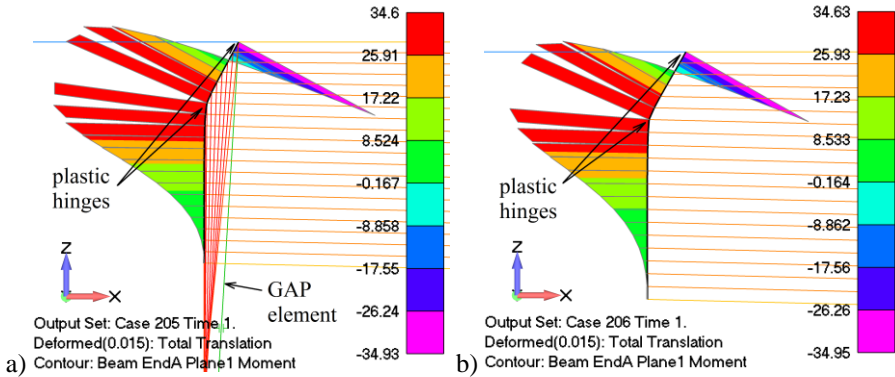 34.6
25.91
17.22
8.524
-0.167
-8.858
-17.55
-26.24
-34.93
plastic
hinges
GAP
element
Z
X
Output Set: Case 205 Time 1.
Deformed(0.015): Total Translation
Contour: Beam EndA Plane1 Moment
a)
34.63
25.93
17.23
8.533
-0.164
-8.862
-17.56
-26.26
-34.95
plastic
hinges
Z
X
Output Set: Case 206 Time 1.
Deformed(0.015): Total Translation
Contour: Beam EndA Plane1 Moment
b)